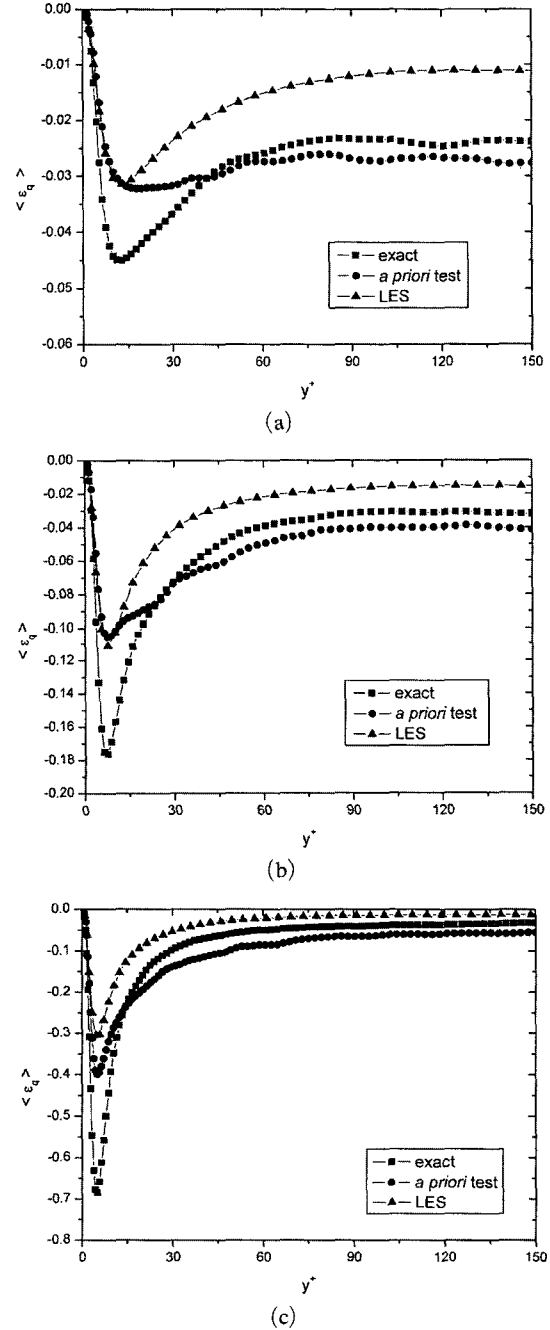 0.00
-0.01
-0.02
-0.03
-0.04
-0.05
-0.06
< ε_q >
exact
a priori test
LES
0 30 60 90 120 150
y⁺
(a)
0.00
-0.02
-0.04
-0.06
-0.08
-0.10
-0.12
-0.14
-0.16
-0.18
-0.20
< ε_q >
exact
a priori test
LES
0 30 60 90 120 150
y⁺
(b)
0.0
-0.1
-0.2
-0.3
-0.4
-0.5
-0.6
-0.7
-0.8
< ε_q >
exact
a priori test
LES
0 30 60 90 120 150
y⁺
(c)